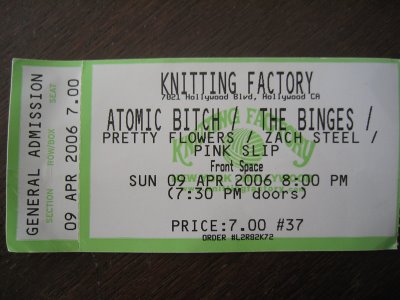 GENERAL ADMISSION
SECTION ROW/BOX SEAT
09 APR 2006 7.00
KNITTING FACTORY
7021 Hollywood Blvd, Hollywood CA
ATOMIC BITCH / THE BINGES /
PRETTY FLOWERS / ZACH STEEL /
PINK SLIP
Front Space
SUN 09 APR 2006 8:00 PM
(7:30 PM doors)
PRICE:7.00 #37
ORDER #L2R92K72
KNITTING FACTORY